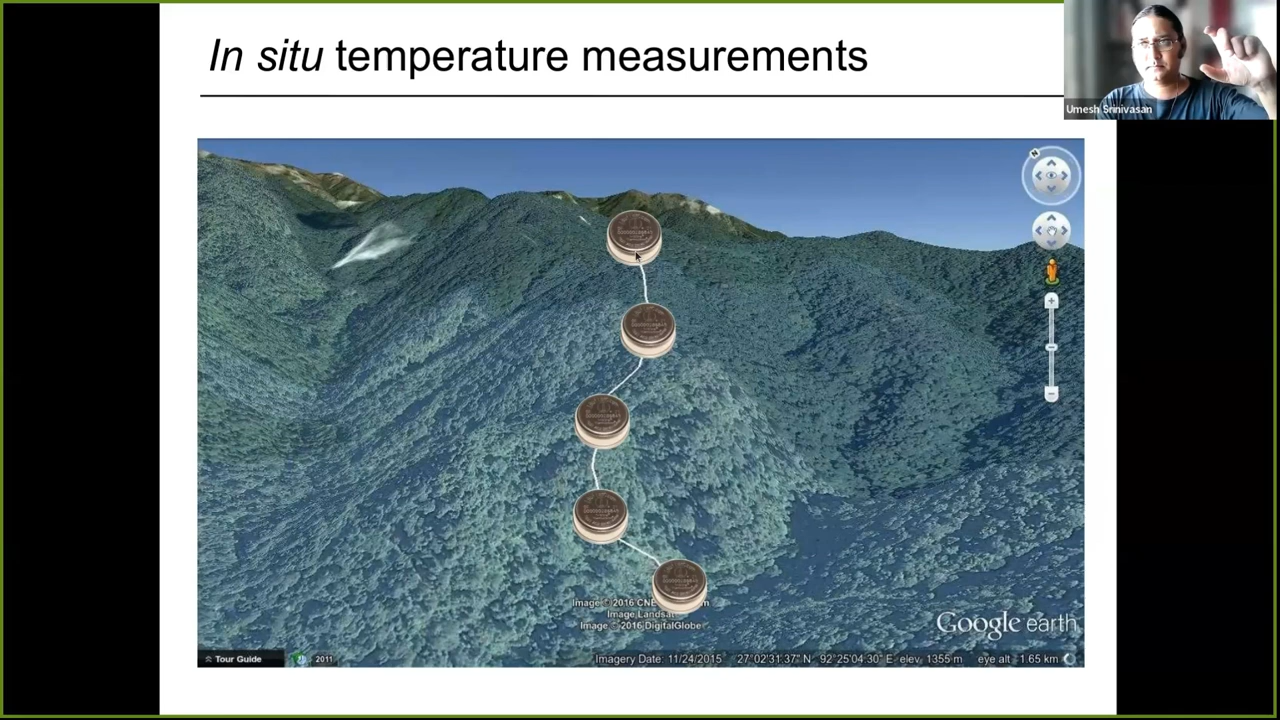 In situ temperature measurements
Umesh Srinivasan
Image © 2016 CNE
Image Landsat
Image © 2016 DigitalGlobe
Google earth
Tour Guide
2011
Imagery Date: 11/24/2015 27°02'31.37" N, 92°25'04.30" E elev 1355 m eye alt 1.65 km